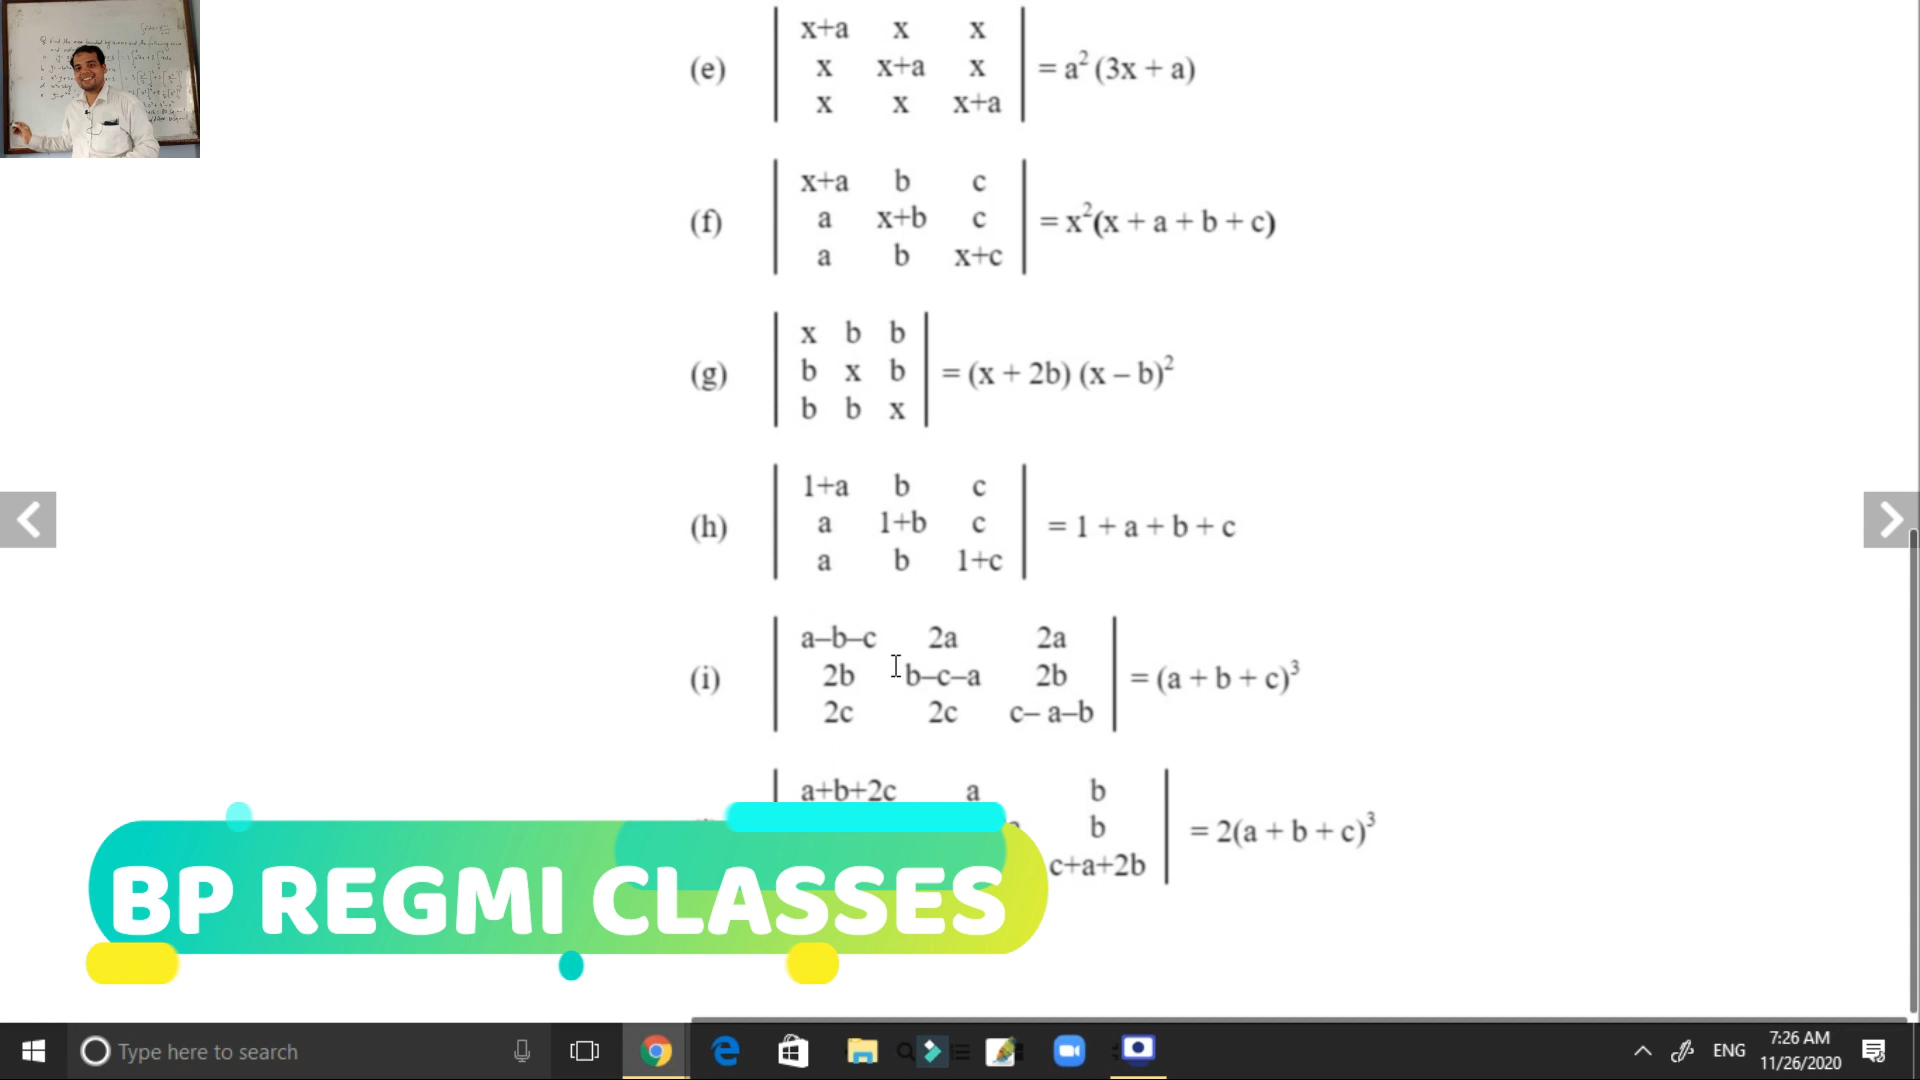 (e) | x+a x x | = a² (3x + a)
| x x+a x |
| x x x+a |
(f) | x+a b c | = x²(x + a + b + c)
| a x+b c |
| a b x+c |
(g) | x b b | = (x + 2b) (x – b)²
| b x b |
| b b x |
(h) | 1+a b c | = 1 + a + b + c
| a 1+b c |
| a b 1+c |
(i) | a–b–c 2a 2a | = (a + b + c)³
| 2b b–c–a 2b |
| 2c 2c c– a–b |
| a+b+2c a b | = 2(a + b + c)³
b |
c+a+2b |
BP REGMI CLASSES
Type here to search
ENG
7:26 AM
11/26/2020